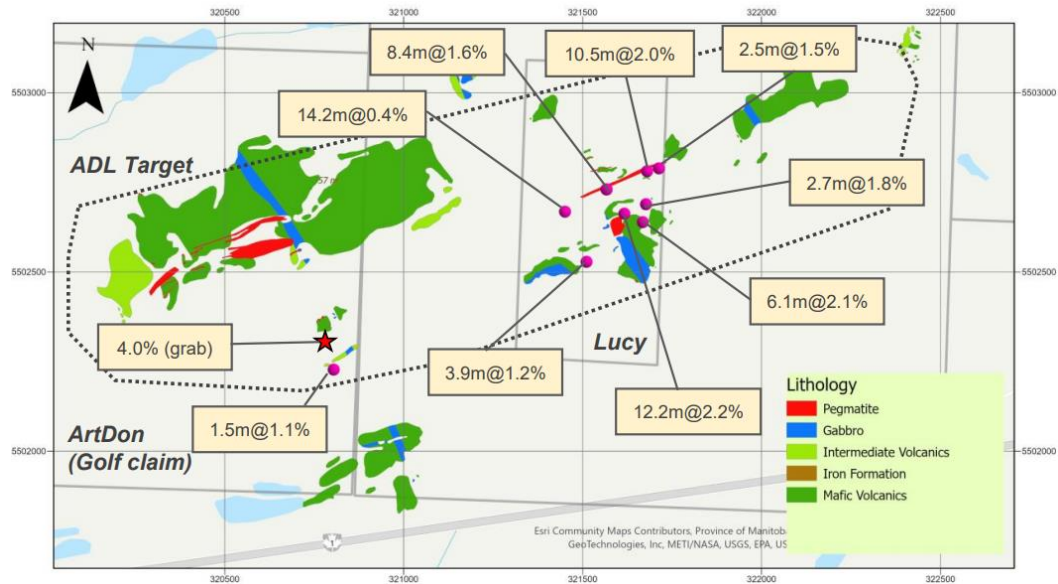 320500 321000 321500 322000 322500
N
8.4m@1.6%
10.5m@2.0%
2.5m@1.5%
5503000
5503000
14.2m@0.4%
ADL Target
2.7m@1.8%
5502500
5502500
6.1m@2.1%
4.0% (grab)
Lucy
3.9m@1.2%
12.2m@2.2%
1.5m@1.1%
ArtDon
(Golf claim)
5502000
5502000
Lithology
Pegmatite
Gabbro
Intermediate Volcanics
Iron Formation
Mafic Volcanics
1
Esri Community Maps Contributors, Province of Manitoba
GeoTechnologies, Inc, METI/NASA, USGS, EPA, US
320500 321000 321500 322000 322500